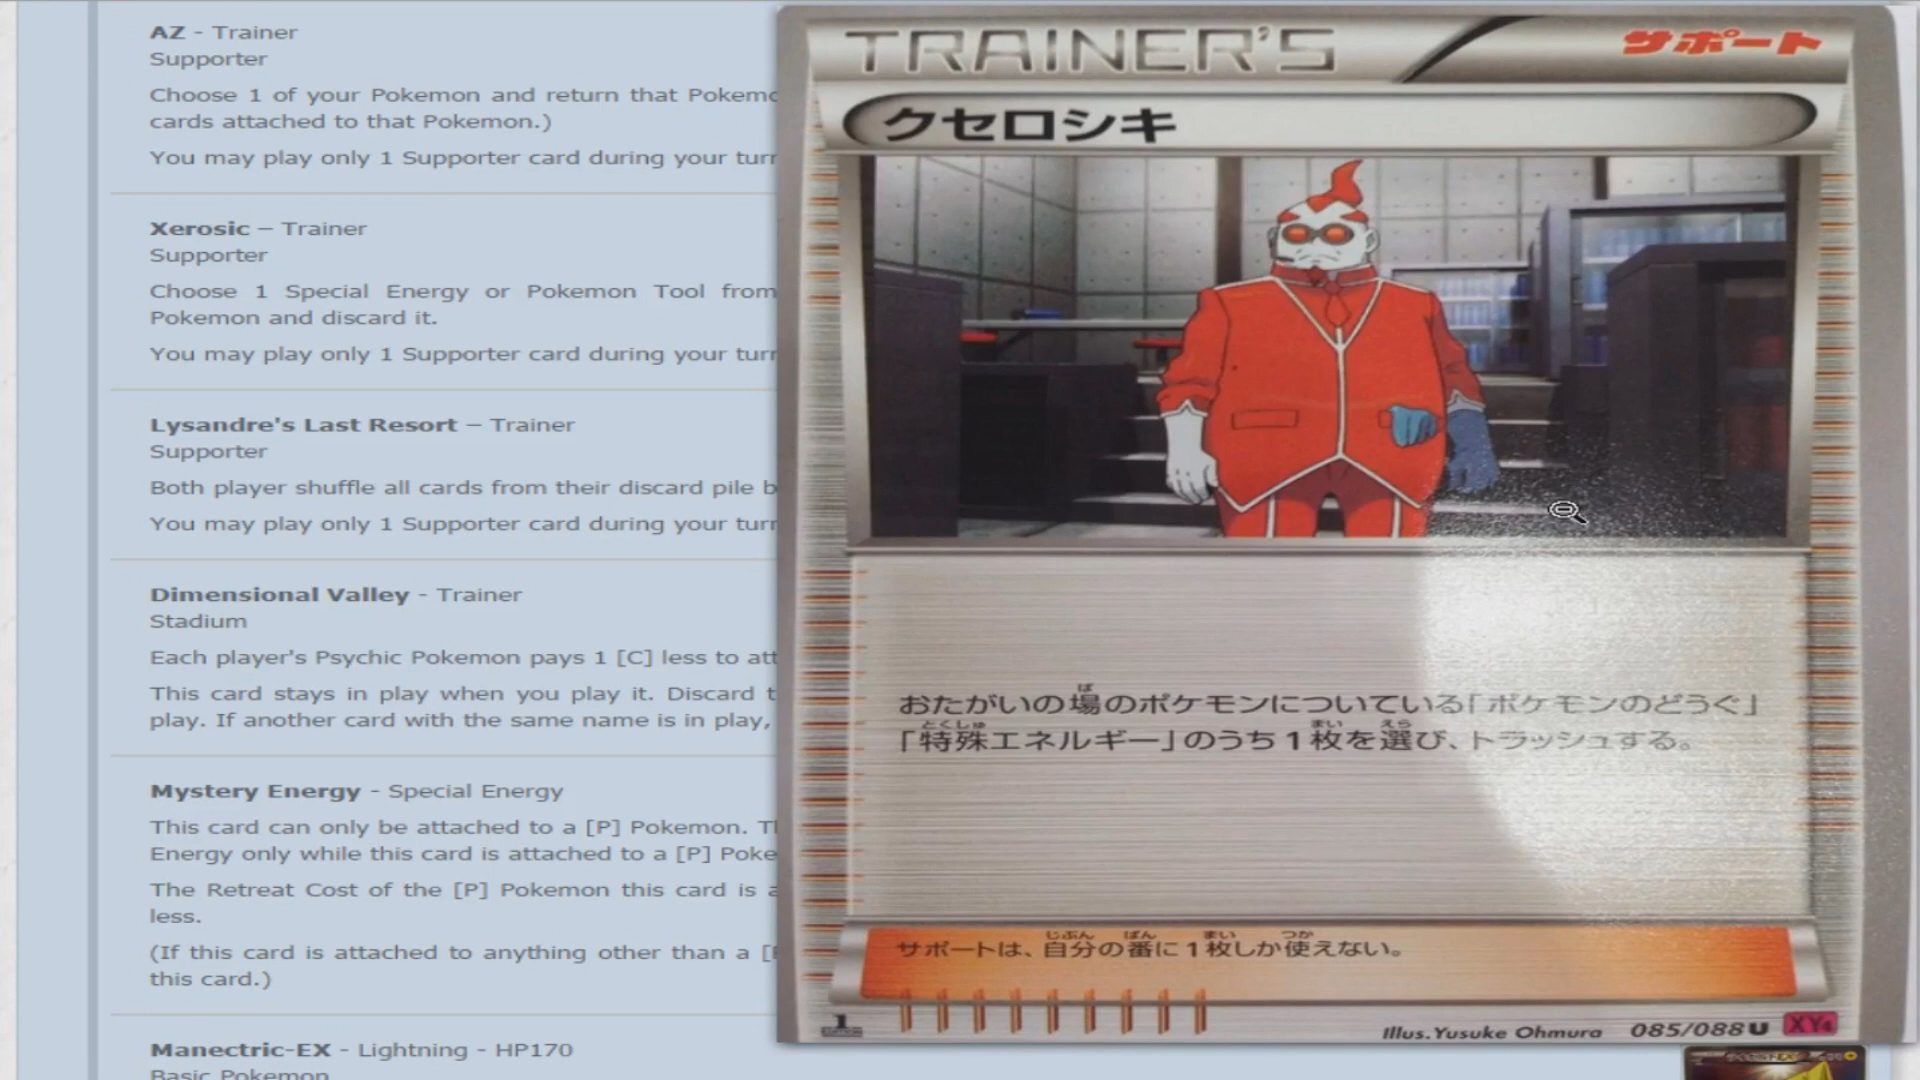 AZ - Trainer
Supporter
Choose 1 of your Pokemon and return that
cards attached to that Pokemon.)
You may play only 1 Supporter card during your
Xerosic – Trainer
Supporter
Choose 1 Special Energy or Pokemon Tool from
Pokemon and discard it.
You may play only 1 Supporter card during your
Lysandre's Last Resort – Trainer
Supporter
Both player shuffle all cards from their discard pile
You may play only 1 Supporter card during your
Dimensional Valley - Trainer
Stadium
Each player's Psychic Pokemon pays 1 [C] less to
This card stays in play when you play it. Discard
play. If another card with the same name is in play,
Mystery Energy - Special Energy
This card can only be attached to a [P] Pokemon.
Energy only while this card is attached to a [P]
The Retreat Cost of the [P] Pokemon this card is
less.
(If this card is attached to anything other than a
this card.)
Manectric-EX - Lightning - HP170
Basic Pokemon
TRAINER'S
サポート
クセロシキ
おたがいの場のポケモンについている「ポケモンのどうぐ」
「特殊エネルギー」のうち1枚を選び、トラッシュする。
サポートは、自分の番に1枚しか使えない。
1 EDITION
Illus.Yusuke Ohmura 085/088 U XY4